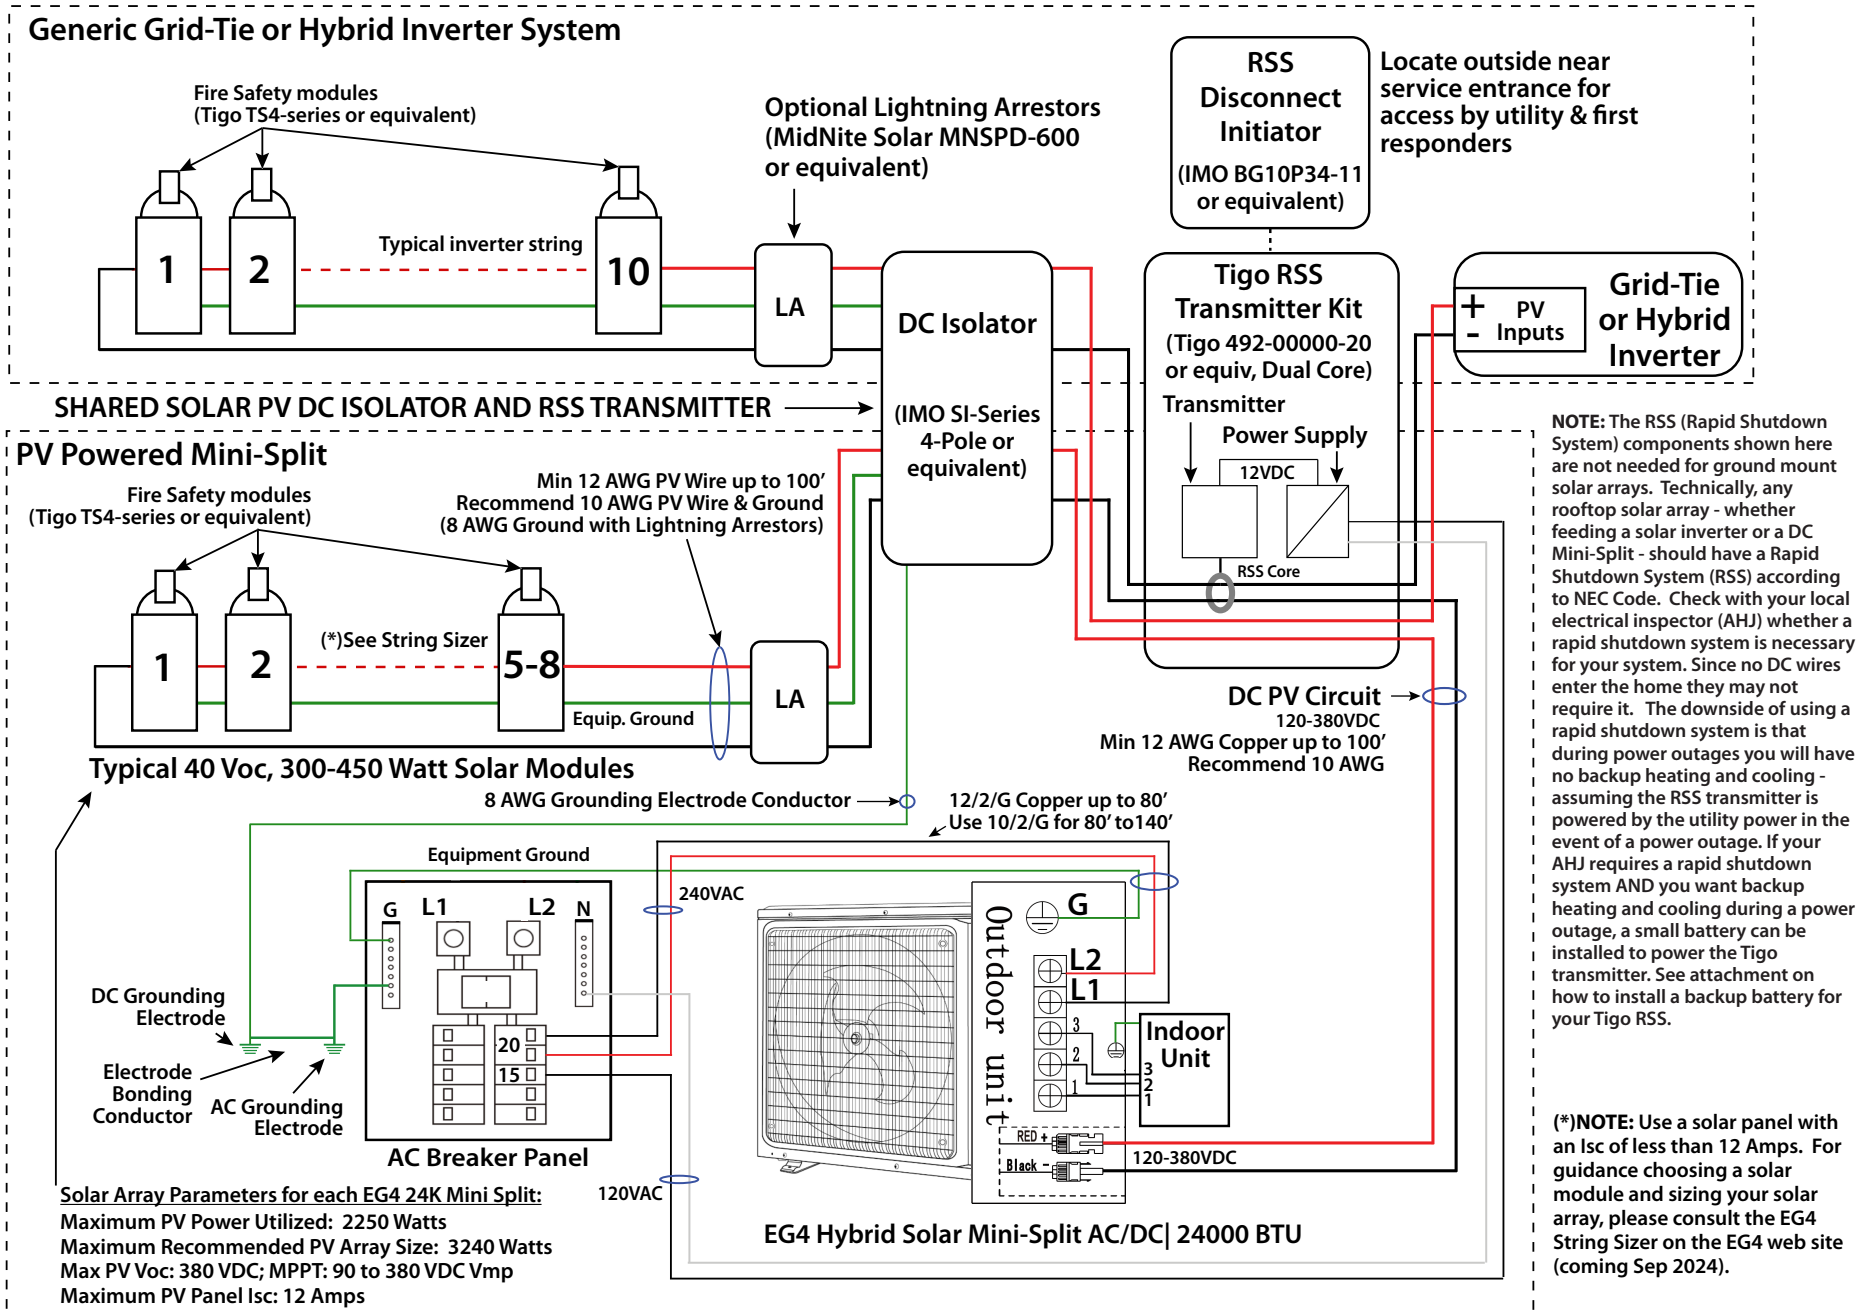 Generic Grid-Tie or Hybrid Inverter System
Fire Safety modules
(Tigo TS4-series or equivalent)
Optional Lightning Arrestors
(MidNite Solar MNSPD-600
or equivalent)
RSS
Disconnect
Initiator
(IMO BG10P34-11
or equivalent)
Locate outside near
service entrance for
access by utility & first
responders
1
2
Typical inverter string
10
LA
DC Isolator
(IMO SI-Series
4-Pole or
equivalent)
Tigo RSS
Transmitter Kit
(Tigo 492-00000-20
or equiv, Dual Core)
Transmitter
Power Supply
12VDC
RSS Core
+
-
PV
Inputs
Grid-Tie
or Hybrid
Inverter
SHARED SOLAR PV DC ISOLATOR AND RSS TRANSMITTER
PV Powered Mini-Split
Fire Safety modules
(Tigo TS4-series or equivalent)
Min 12 AWG PV Wire up to 100'
Recommend 10 AWG PV Wire & Ground
(8 AWG Ground with Lightning Arrestors)
1
2
(*)See String Sizer
5-8
Equip. Ground
LA
Typical 40 Voc, 300-450 Watt Solar Modules
DC PV Circuit
120-380VDC
Min 12 AWG Copper up to 100'
Recommend 10 AWG
8 AWG Grounding Electrode Conductor
12/2/G Copper up to 80'
Use 10/2/G for 80' to140'
Equipment Ground
240VAC
G
L1
L2
N
20
15
AC Breaker Panel
DC Grounding
Electrode
Electrode
Bonding
Conductor
AC Grounding
Electrode
120VAC
Outdoor unit
G
L2
L1
3
2
1
Indoor
Unit
3
2
1
RED +
Black -
120-380VDC
EG4 Hybrid Solar Mini-Split AC/DC| 24000 BTU
Solar Array Parameters for each EG4 24K Mini Split:
Maximum PV Power Utilized: 2250 Watts
Maximum Recommended PV Array Size: 3240 Watts
Max PV Voc: 380 VDC; MPPT: 90 to 380 VDC Vmp
Maximum PV Panel Isc: 12 Amps
NOTE: The RSS (Rapid Shutdown
System) components shown here
are not needed for ground mount
solar arrays. Technically, any
rooftop solar array - whether
feeding a solar inverter or a DC
Mini-Split - should have a Rapid
Shutdown System (RSS) according
to NEC Code. Check with your local
electrical inspector (AHJ) whether a
rapid shutdown system is necessary
for your system. Since no DC wires
enter the home they may not
require it. The downside of using a
rapid shutdown system is that
during power outages you will have
no backup heating and cooling -
assuming the RSS transmitter is
powered by the utility power in the
event of a power outage. If your
AHJ requires a rapid shutdown
system AND you want backup
heating and cooling during a power
outage, a small battery can be
installed to power the Tigo
transmitter. See attachment on
how to install a backup battery for
your Tigo RSS.
(*)NOTE: Use a solar panel with
an Isc of less than 12 Amps. For
guidance choosing a solar
module and sizing your solar
array, please consult the EG4
String Sizer on the EG4 web site
(coming Sep 2024).